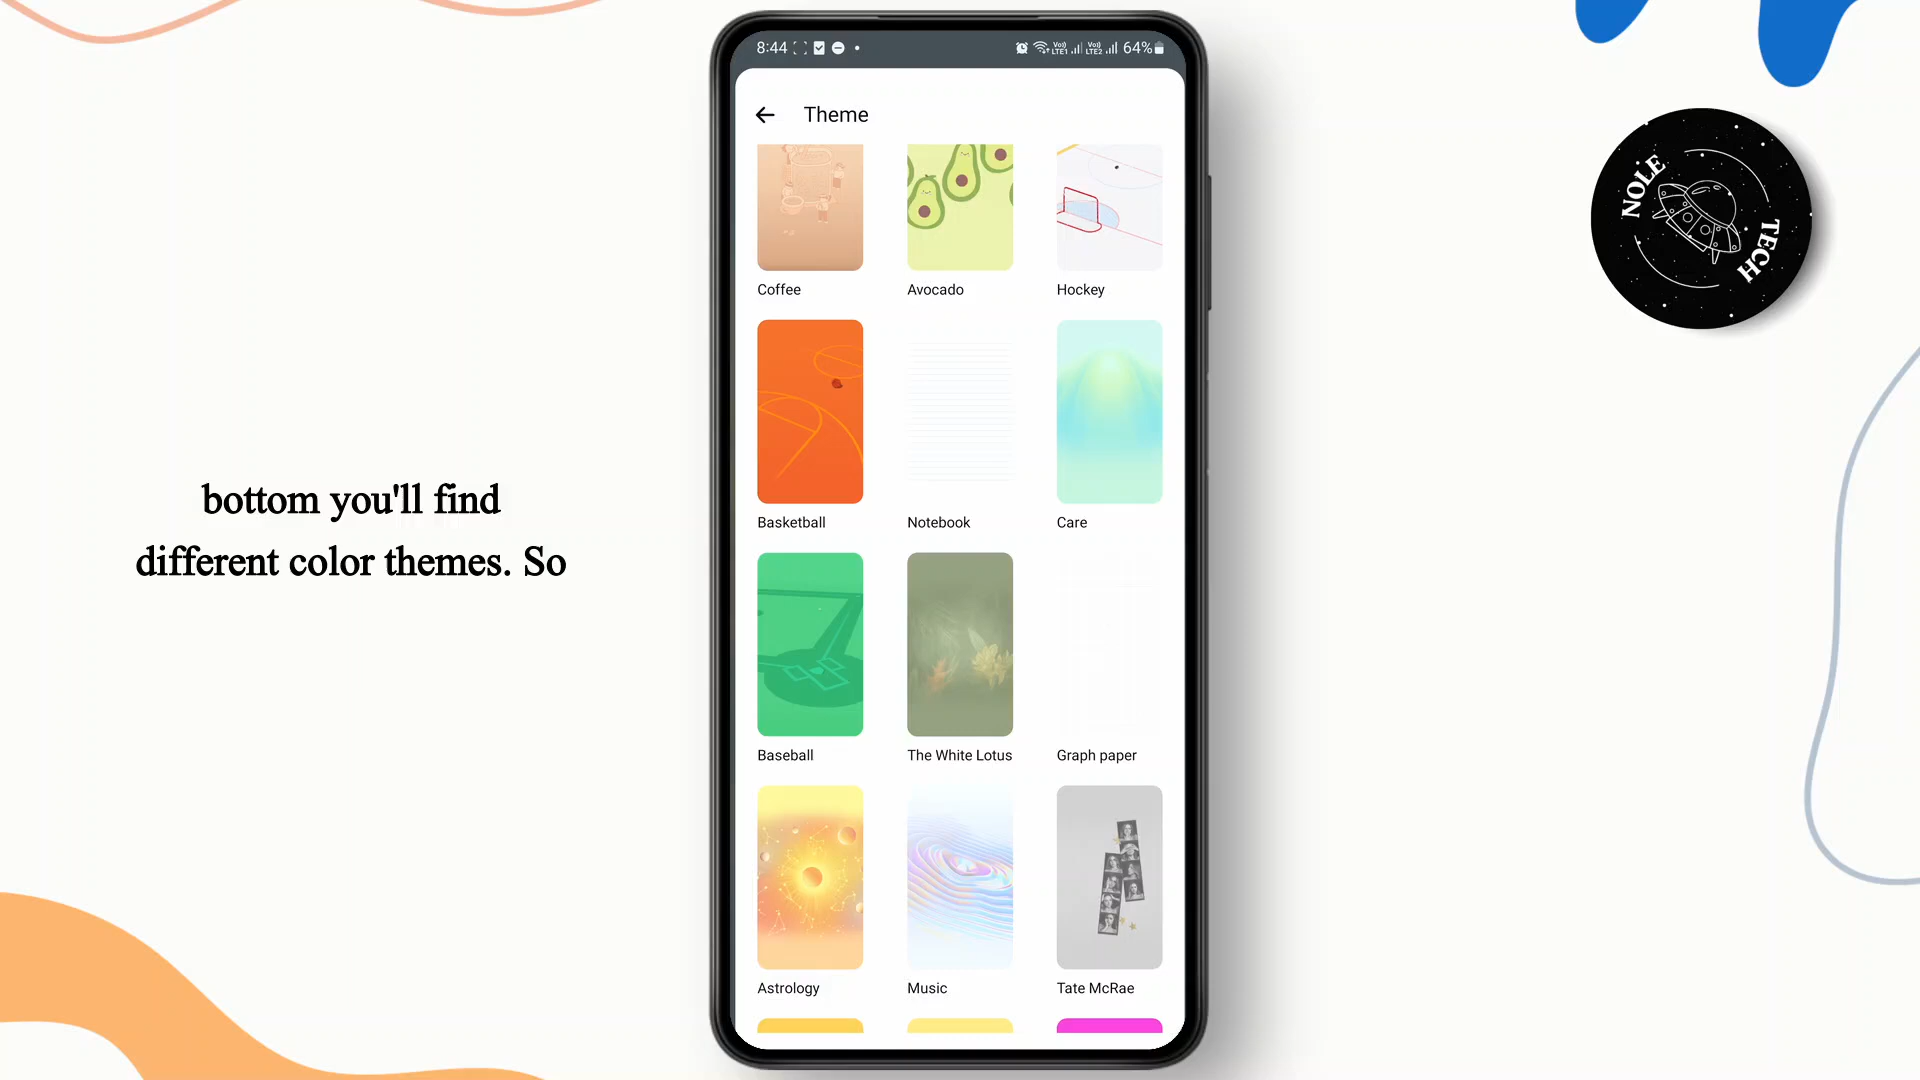 8:44
64%
Theme
Coffee
Avocado
Hockey
Basketball
Notebook
Care
Baseball
The White Lotus
Graph paper
Astrology
Music
Tate McRae
bottom you'll find
different color themes. So
NOLE
TECH